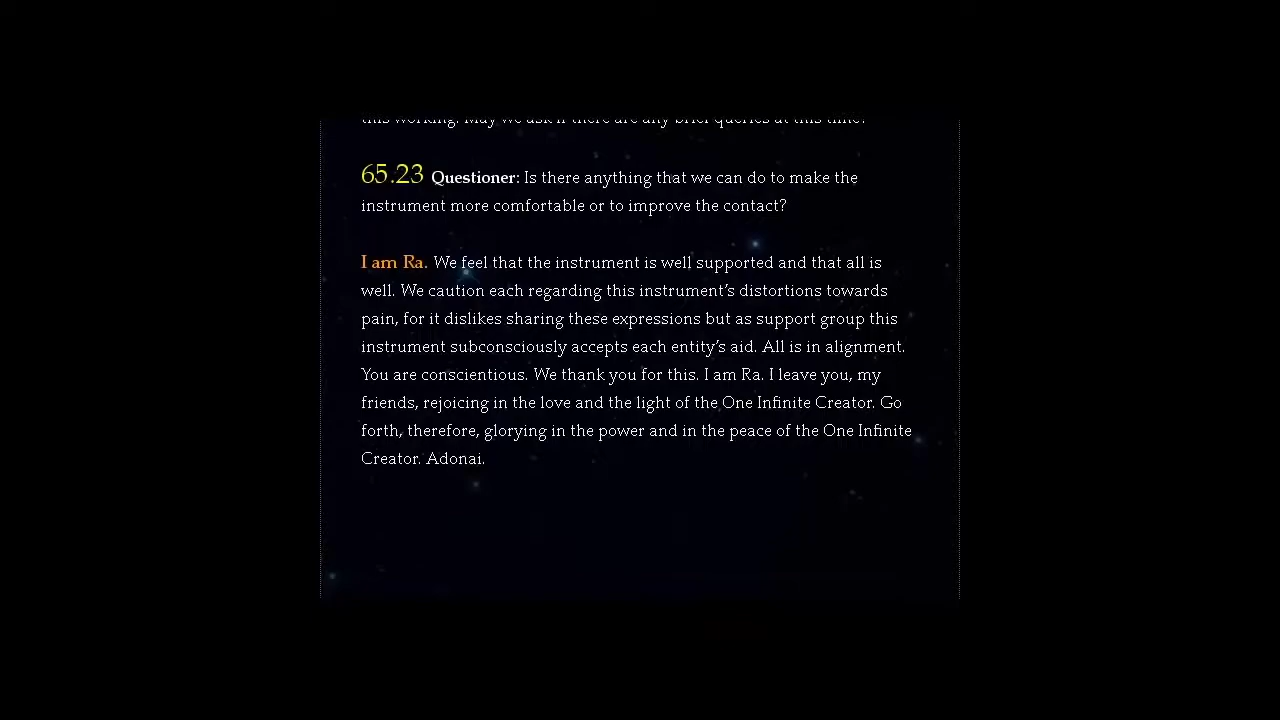 this working. May we ask if there are any brief queries at this time?
65.23 Questioner: Is there anything that we can do to make the
instrument more comfortable or to improve the contact?
I am Ra. We feel that the instrument is well supported and that all is
well. We caution each regarding this instrument’s distortions towards
pain, for it dislikes sharing these expressions but as support group this
instrument subconsciously accepts each entity’s aid. All is in alignment.
You are conscientious. We thank you for this. I am Ra. I leave you, my
friends, rejoicing in the love and the light of the One Infinite Creator. Go
forth, therefore, glorying in the power and in the peace of the One Infinite
Creator. Adonai.